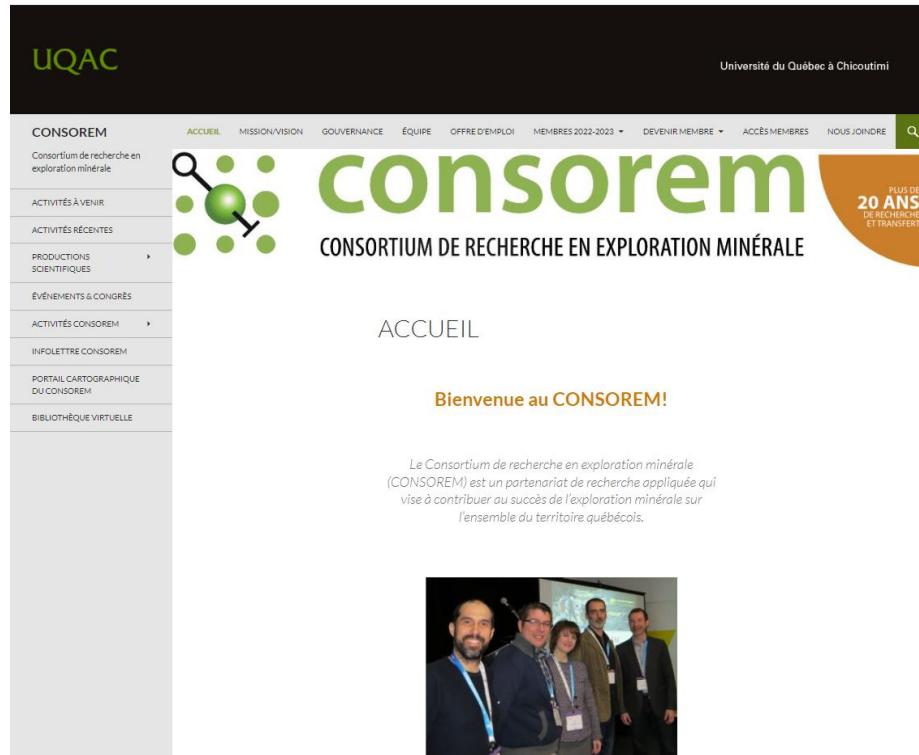 UQAC
Université du Québec à Chicoutimi
CONSOREM
Consortium de recherche en
exploration minérale
ACCUEIL
MISSION/VISION
GOUVERNANCE
ÉQUIPE
OFFRE D'EMPLOI
MEMBRES 2022-2023
DEVENIR MEMBRE
ACCÈS MEMBRES
NOUS JOINDRE
ACTIVITÉS À VENIR
ACTIVITÉS RÉCENTES
PRODUCTIONS
SCIENTIFIQUES
ÉVÉNEMENTS & CONGRÈS
ACTIVITÉS CONSOREM
INFOLETTRE CONSOREM
PORTAIL CARTOGRAPHIQUE
DU CONSOREM
BIBLIOTHÈQUE VIRTUELLE
consorem
CONSORTIUM DE RECHERCHE EN EXPLORATION MINÉRALE
PLUS DE
20 ANS
DE RECHERCHE
ET TRANSFERT
ACCUEIL
Bienvenue au CONSOREM!
Le Consortium de recherche en exploration minérale
(CONSOREM) est un partenariat de recherche appliquée qui
vise à contribuer au succès de l'exploration minérale sur
l'ensemble du territoire québécois.